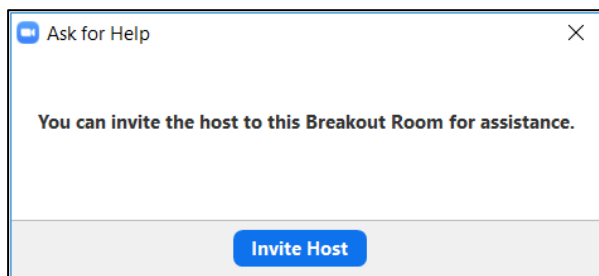 Ask for Help
You can invite the host to this Breakout Room for assistance.
Invite Host